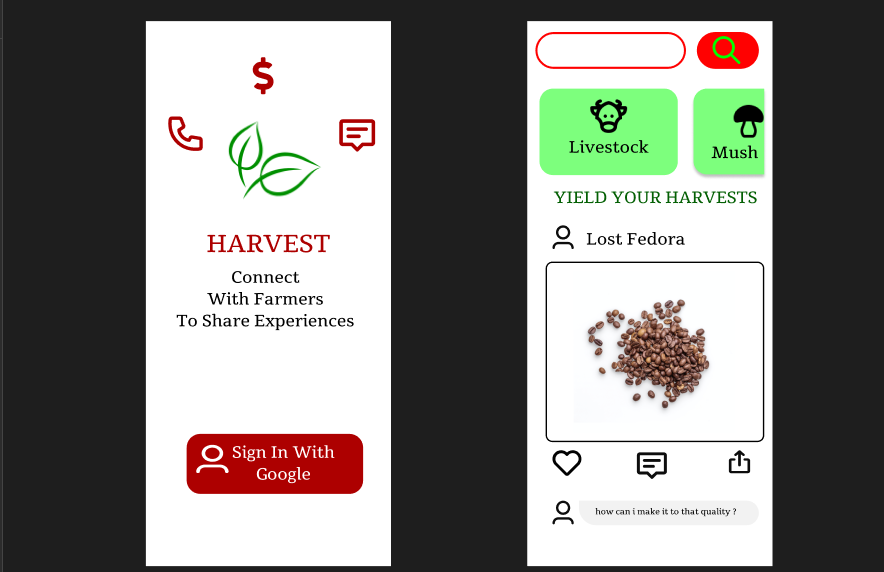 $
HARVEST
Connect
With Farmers
To Share Experiences
Sign In With
Google
Livestock
Mush
YIELD YOUR HARVESTS
Lost Fedora
how can i make it to that quality ?